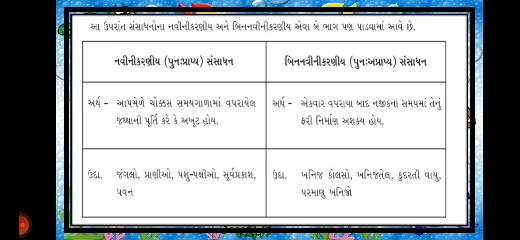 આ ઉપરાંત સંસાધનોના નવીનીકરણીય અને બિનનવીનીકરણીય એવા બે ભાગ પણ પાડવામાં આવે છે.
નવીનીકરણીય (પુનઃપ્રાપ્ય) સંસાધન
બિનનવીનીકરણીય (પુનઃઅપ્રાપ્ય) સંસાધન
અર્થ - આપમેળે ચોક્કસ સમયગાળામાં વપરાયેલ
જથ્થાની પૂર્તિ કરે કે અખૂટ હોય.
અર્થ - એકવાર વપરાયા બાદ નજીકના સમયમાં તેનું
ફરી નિર્માણ અશક્ય હોય.
ઉદા. જંગલો, પ્રાણીઓ, પશુ-પક્ષીઓ, સૂર્યપ્રકાશ,
પવન
ઉદા. ખનિજ કોલસો, ખનિજતેલ, કુદરતી વાયુ,
પરમાણુ ખનિજો